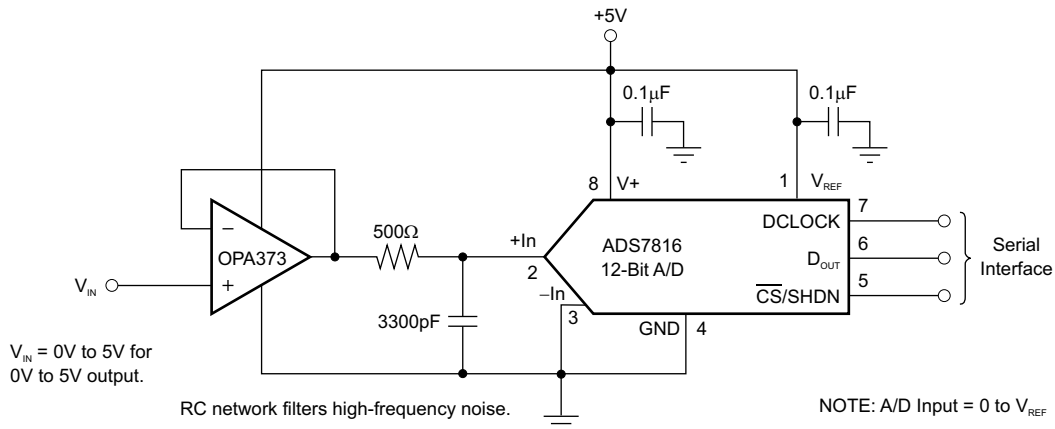 +5V
0.1μF
0.1μF
8
V+
1
VREF
7
DCLOCK
500Ω
+In
ADS7816
6
−
OPA373
2
12-Bit A/D
DOUT
Serial
Interface
VIN
+
−In
CS/SHDN
5
3
3300pF
GND
4
VIN = 0V to 5V for
0V to 5V output.
RC network filters high-frequency noise.
NOTE: A/D Input = 0 to VREF